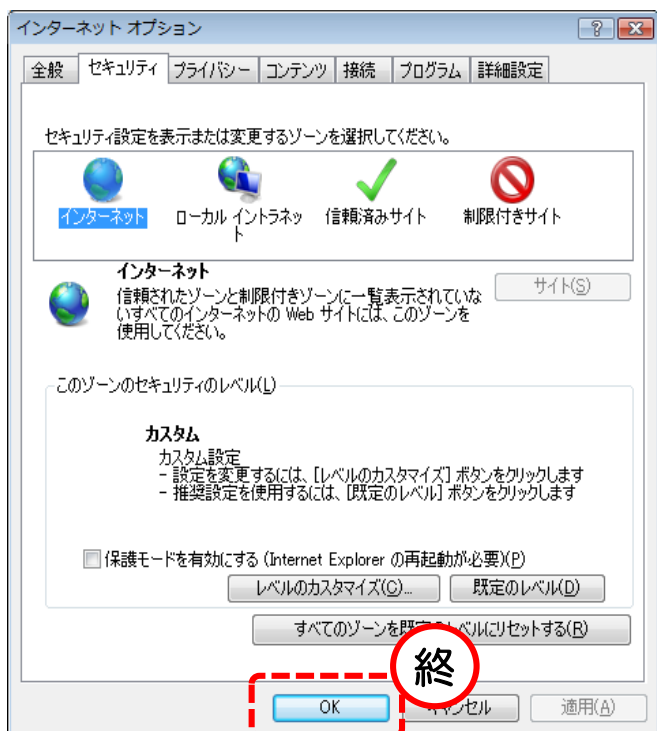 インターネット オプション
全般 セキュリティ プライバシー コンテンツ 接続 プログラム 詳細設定
セキュリティ設定を表示または変更するゾーンを選択してください。
インターネット ローカル イントラネッ 信頼済みサイト 制限付きサイト
ト
インターネット
サイト(S)
信頼されたゾーンと制限付きゾーンに一覧表示されていな
いすべてのインターネットの Web サイトには、このゾーンを
使用してください。
このゾーンのセキュリティのレベル(L)
カスタム
カスタム設定
- 設定を変更するには、[レベルのカスタマイズ] ボタンをクリックします
- 推奨設定を使用するには、[既定のレベル] ボタンをクリックします
保護モードを有効にする (Internet Explorer の再起動が必要)(P)
レベルのカスタマイズ(C)... 既定のレベル(D)
すべてのゾーンを既定のレベルにリセットする(R)
終
OK キャンセル 適用(A)